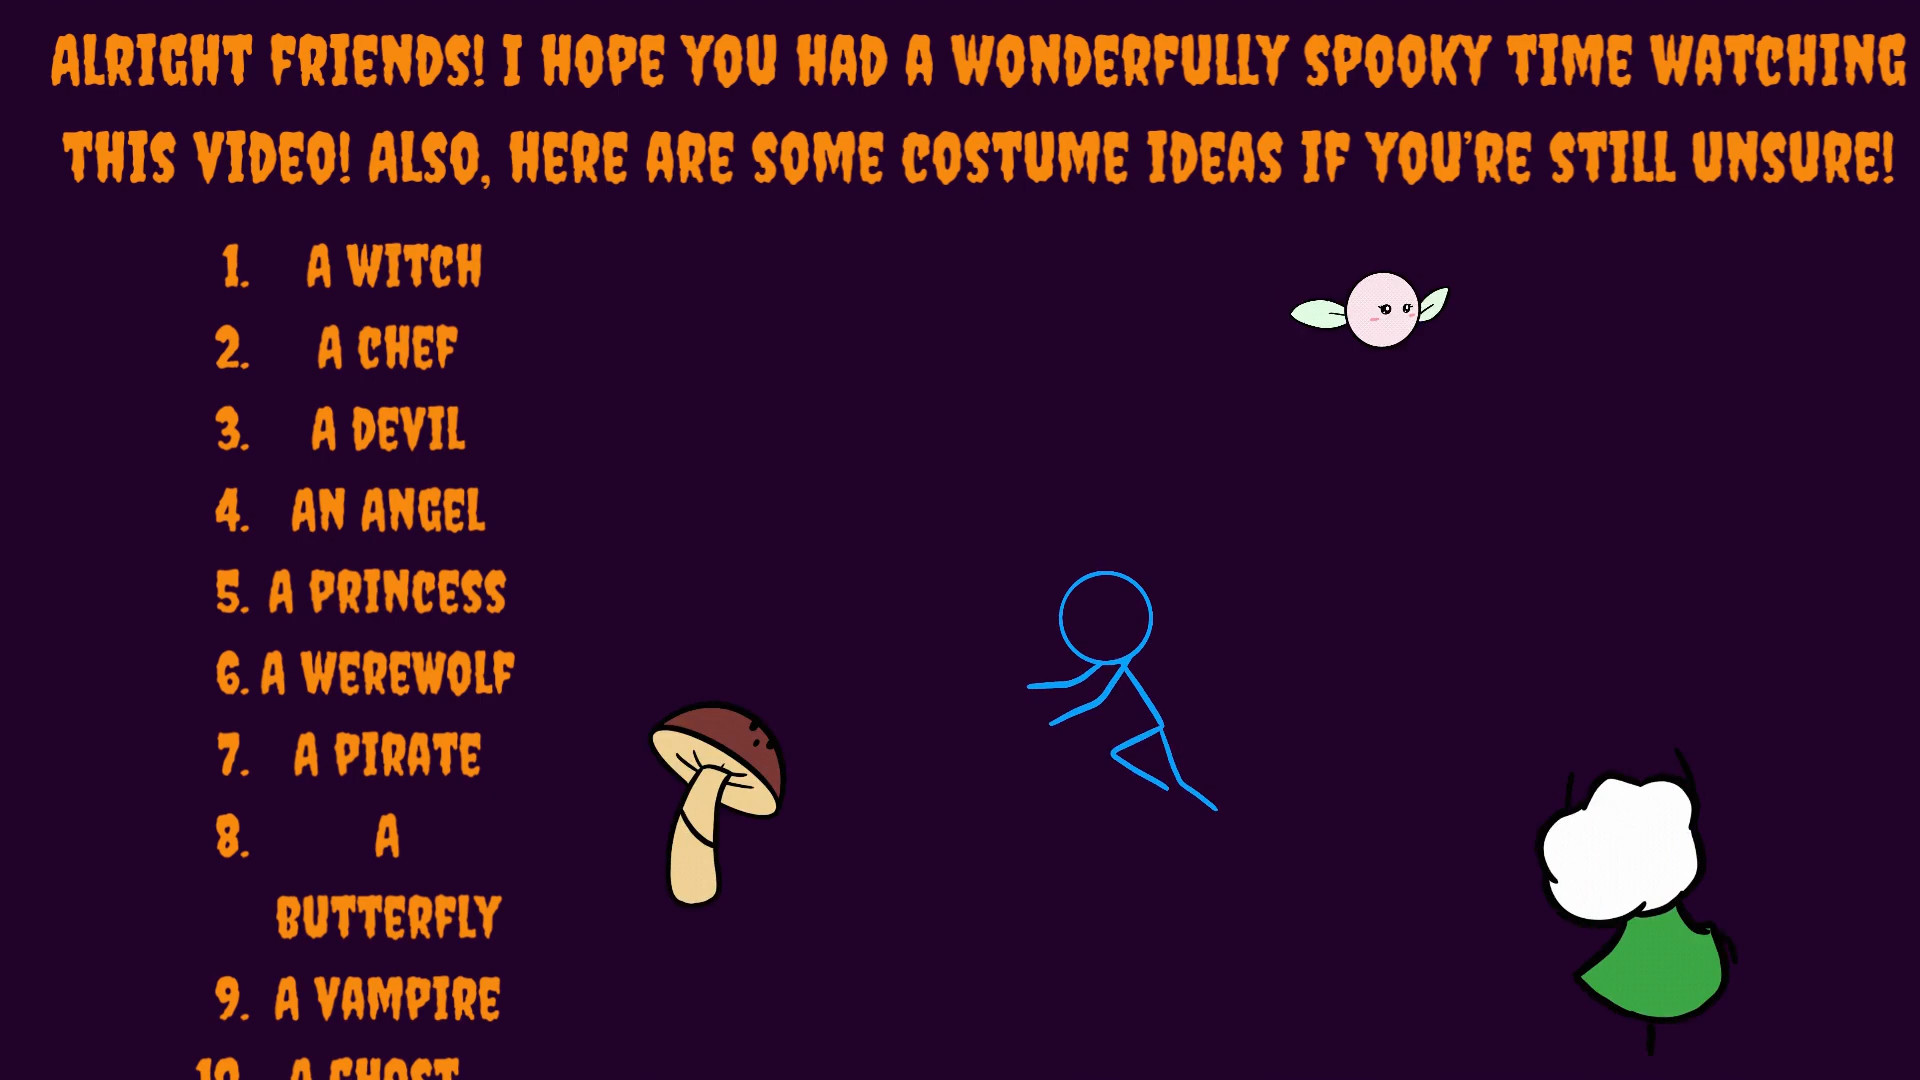 ALRIGHT FRIENDS! I HOPE YOU HAD A WONDERFULLY SPOOKY TIME WATCHING
THIS VIDEO! ALSO, HERE ARE SOME COSTUME IDEAS IF YOU'RE STILL UNSURE!
1. A WITCH
2. A CHEF
3. A DEVIL
4. AN ANGEL
5. A PRINCESS
6. A WEREWOLF
7. A PIRATE
8. A
BUTTERFLY
9. A VAMPIRE
10. A GHOST